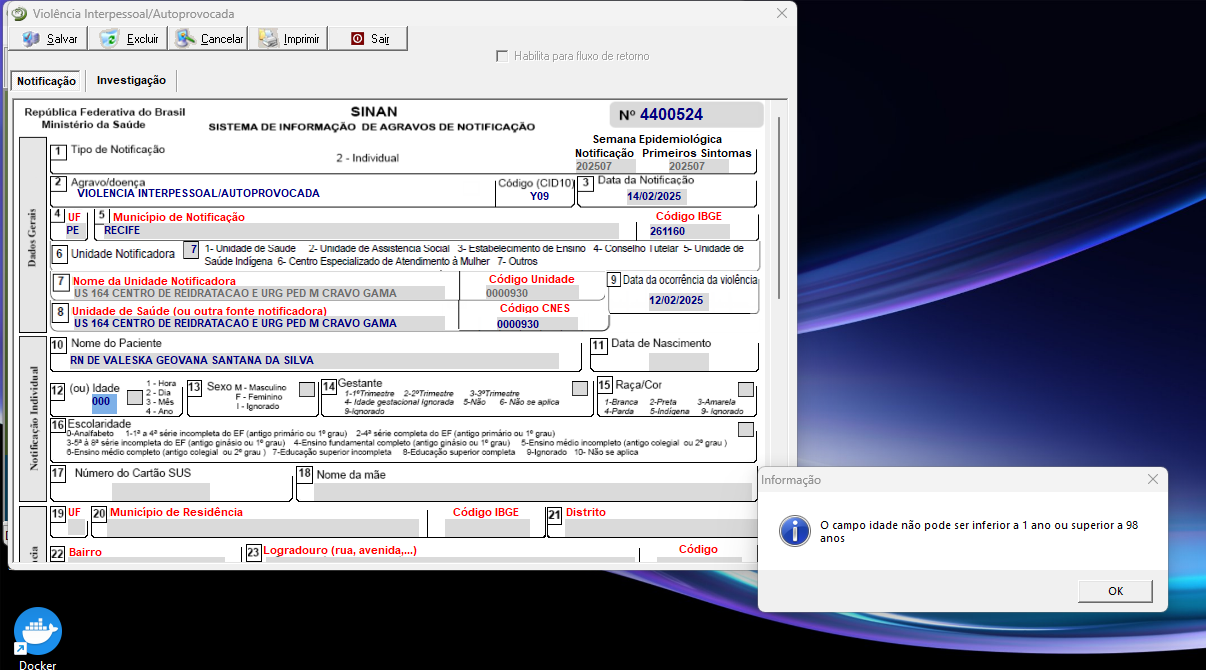 Violência Interpessoal/Autoprovocada
Salvar Excluir Cancelar Imprimir Sair
Habilita para fluxo de retorno
Notificação Investigação
República Federativa do Brasil
Ministério da Saúde
SINAN
SISTEMA DE INFORMAÇÃO DE AGRAVOS DE NOTIFICAÇÃO
Nº 4400524
Semana Epidemiológica
Notificação Primeiros Sintomas
202507 202507
Dados Gerais
1 Tipo de Notificação
2 - Individual
2 Agravo/doença
VIOLENCIA INTERPESSOAL/AUTOPROVOCADA
Código (CID10)
Y09
3 Data da Notificação
14/02/2025
4 UF
PE
5 Município de Notificação
RECIFE
Código IBGE
261160
6 Unidade Notificadora 7
1- Unidade de Saúde 2- Unidade de Assistência Social 3- Estabelecimento de Ensino 4- Conselho Tutelar 5- Unidade de
Saúde Indígena 6- Centro Especializado de Atendimento à Mulher 7- Outros
7 Nome da Unidade Notificadora
US 164 CENTRO DE REIDRATACAO E URG PED M CRAVO GAMA
Código Unidade
0000930
9 Data da ocorrência da violência
12/02/2025
8 Unidade de Saúde (ou outra fonte notificadora)
US 164 CENTRO DE REIDRATACAO E URG PED M CRAVO GAMA
Código CNES
0000930
Notificação Individual
10 Nome do Paciente
RN DE VALESKA GEOVANA SANTANA DA SILVA
11 Data de Nascimento
12 (ou) Idade
000
1 - Hora
2 - Dia
3 - Mês
4 - Ano
13 Sexo M - Masculino
F - Feminino
I - Ignorado
14 Gestante
1-1ºTrimestre 2-2ºTrimestre 3-3ºTrimestre
4- Idade gestacional Ignorada 5-Não 6- Não se aplica
9-Ignorado
15 Raça/Cor
1-Branca 2-Preta 3-Amarela
4-Parda 5-Indígena 9- Ignorado
16 Escolaridade
0-Analfabeto 1-1ª a 4ª série incompleta do EF (antigo primário ou 1º grau) 2-4ª série completa do EF (antigo primário ou 1º grau)
3-5ª à 8ª série incompleta do EF (antigo ginásio ou 1º grau) 4-Ensino fundamental completo (antigo ginásio ou 1º grau) 5-Ensino médio incompleto (antigo colegial ou 2º grau )
6-Ensino médio completo (antigo colegial ou 2º grau ) 7-Educação superior incompleta 8-Educação superior completa 9-Ignorado 10- Não se aplica
17 Número do Cartão SUS
18 Nome da mãe
19 UF
20 Município de Residência
Código IBGE
21 Distrito
22 Bairro
23 Logradouro (rua, avenida,...)
Código
Informação
O campo idade não pode ser inferior a 1 ano ou superior a 98
anos
OK
Docker